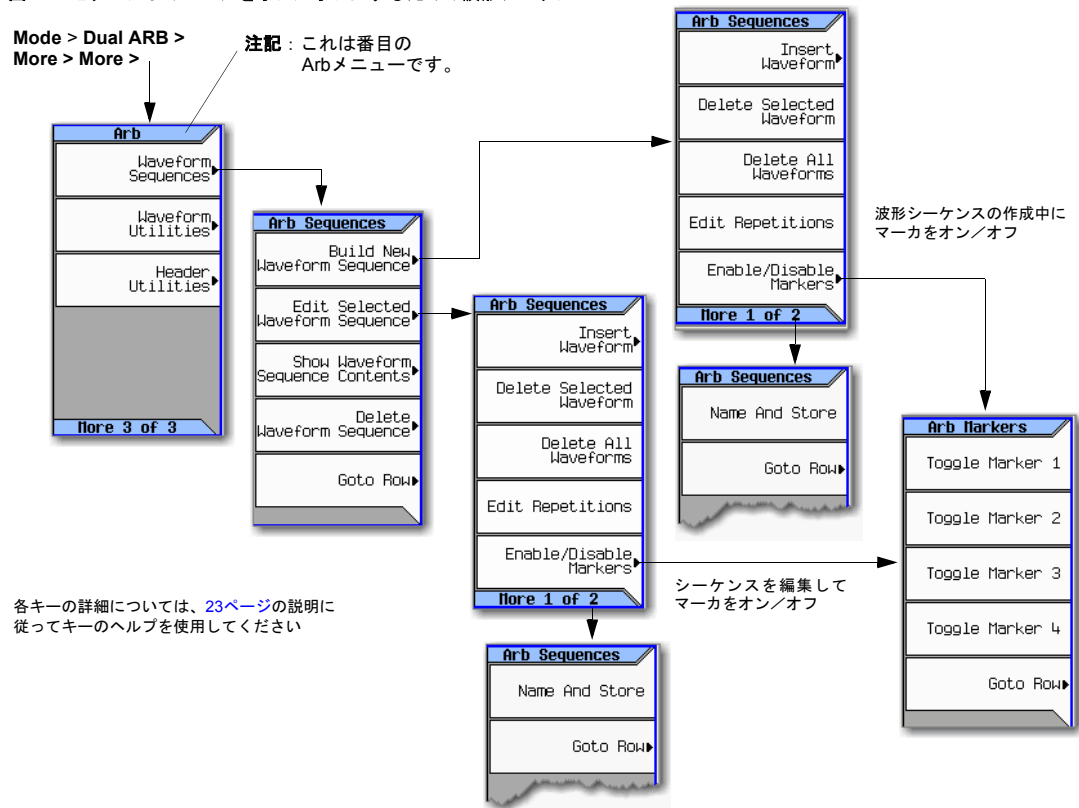 Mode > Dual ARB >
More > More >
注記：これは番目の
Arbメニューです。
Arb
Waveform
Sequences
Waveform
Utilities
Header
Utilities
More 3 of 3
Arb Sequences
Build New
Waveform Sequence
Edit Selected
Waveform Sequence
Show Waveform
Sequence Contents
Delete
Waveform Sequence
Goto Row
Arb Sequences
Insert
Waveform
Delete Selected
Waveform
Delete All
Waveforms
Edit Repetitions
Enable/Disable
Markers
More 1 of 2
Arb Sequences
Name And Store
Goto Row
Arb Sequences
Insert
Waveform
Delete Selected
Waveform
Delete All
Waveforms
Edit Repetitions
Enable/Disable
Markers
More 1 of 2
Arb Sequences
Name And Store
Goto Row
波形シーケンスの作成中に
マーカをオン／オフ
シーケンスを編集して
マーカをオン／オフ
Arb Markers
Toggle Marker 1
Toggle Marker 2
Toggle Marker 3
Toggle Marker 4
Goto Row
各キーの詳細については、23ページの説明に
従ってキーのヘルプを使用してください